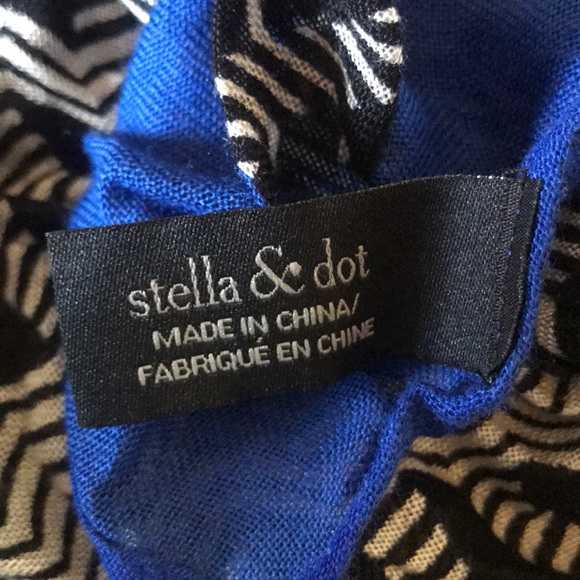 stella & dot
MADE IN CHINA/
FABRIQUÉ EN CHINE